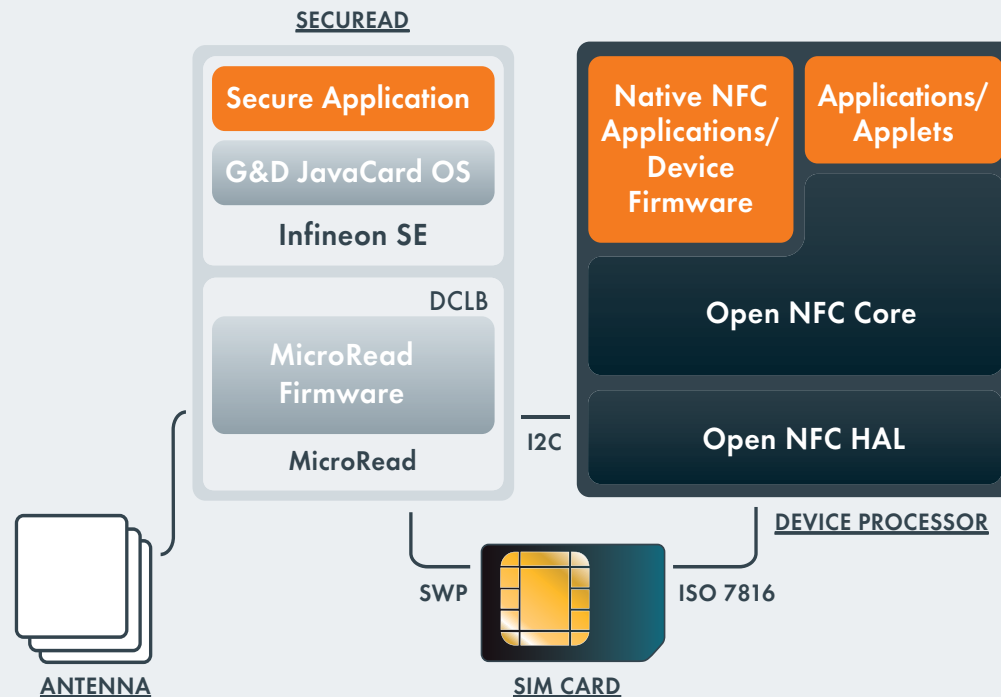 SECUREAD
Secure Application
G&D JavaCard OS
Infineon SE
DCLB
MicroRead
Firmware
MicroRead
I2C
Native NFC
Applications/
Device
Firmware
Applications/
Applets
Open NFC Core
Open NFC HAL
DEVICE PROCESSOR
SWP
ISO 7816
ANTENNA
SIM CARD